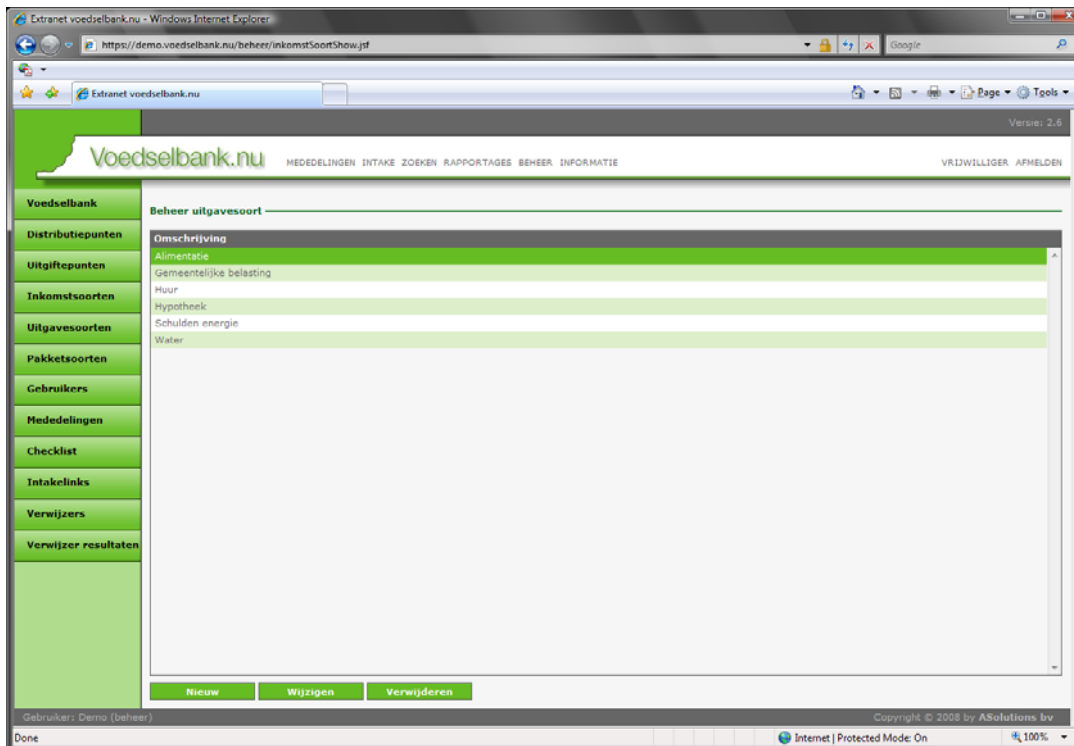 Extranet voedselbank.nu - Windows Internet Explorer
https://demo.voedselbank.nu/beheer/inkomstSoortShow.jsf
Google
Extranet voedselbank.nu
Page Tools
Versie: 2.6
Voedselbank.nu
MEDEDELINGEN INTAKE ZOEKEN RAPPORTAGES BEHEER INFORMATIE
VRIJWILLIGER AFMELDEN
Voedselbank
Distributiepunten
Uitgiftepunten
Inkomstsoorten
Uitgavesoorten
Pakketsoorten
Gebruikers
Mededelingen
Checklist
Intakelinks
Verwijzers
Verwijzer resultaten
Beheer uitgavesoort
Omschrijving
Alimentatie
Gemeentelijke belasting
Huur
Hypotheek
Schulden energie
Water
Nieuw Wijzigen Verwijderen
Gebruiker: Demo (beheer)
Copyright © 2008 by ASolutions bv
Done
Internet | Protected Mode: On
100%